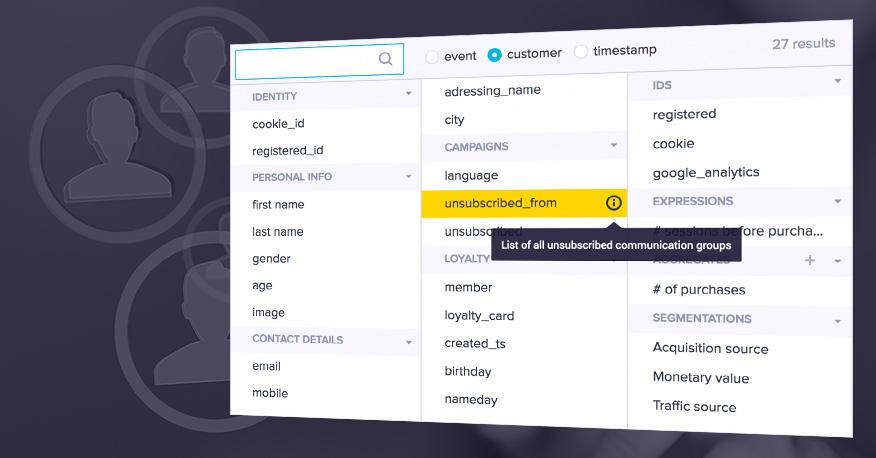 event
customer
timestamp
27 results
IDENTITY
cookie_id
registered_id
PERSONAL INFO
first name
last name
gender
age
image
CONTACT DETAILS
email
mobile
adressing_name
city
CAMPAIGNS
language
unsubscribed_from
unsubscribed
List of all unsubscribed communication groups
LOYALTY
member
loyalty_card
created_ts
birthday
nameday
IDS
registered
cookie
google_analytics
EXPRESSIONS
# sessions before purcha...
AGGREGATES
# of purchases
SEGMENTATIONS
Acquisition source
Monetary value
Traffic source